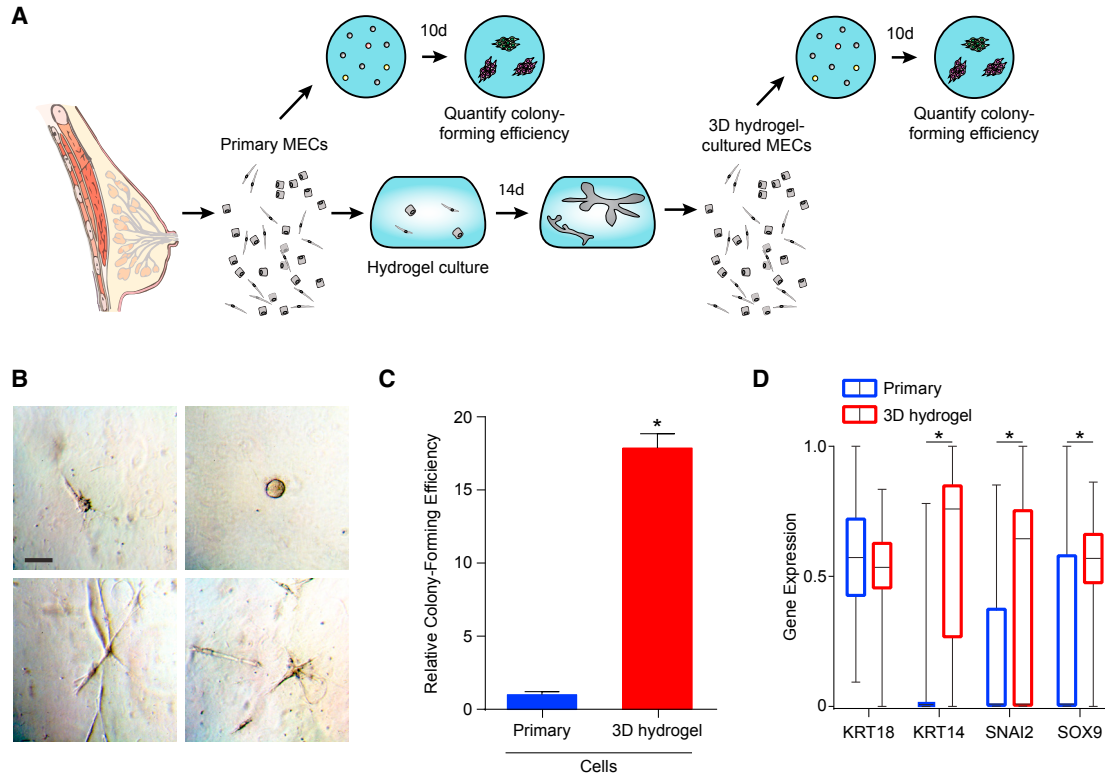 A
10d
Quantify colony-
forming efficiency
Primary MECs
Hydrogel culture
14d
3D hydrogel-
cultured MECs
10d
Quantify colony-
forming efficiency
B
C
Relative Colony-Forming Efficiency
20
15
10
5
0
*
Primary
3D hydrogel
Cells
D
Primary
3D hydrogel
Gene Expression
1.0
0.5
0
*
*
*
KRT18
KRT14
SNAI2
SOX9